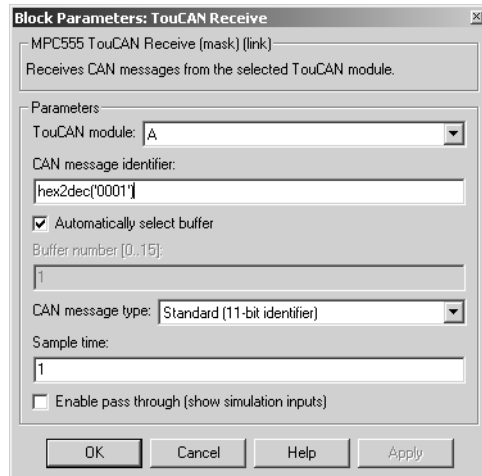 Block Parameters: TouCAN Receive
MPC555 TouCAN Receive (mask) (link)
Receives CAN messages from the selected TouCAN module.
Parameters
TouCAN module: A
CAN message identifier:
hex2dec('0001')
Automatically select buffer
Buffer number [0..15]:
1
CAN message type: Standard (11-bit identifier)
Sample time:
1
Enable pass through (show simulation inputs)
OK Cancel Help Apply